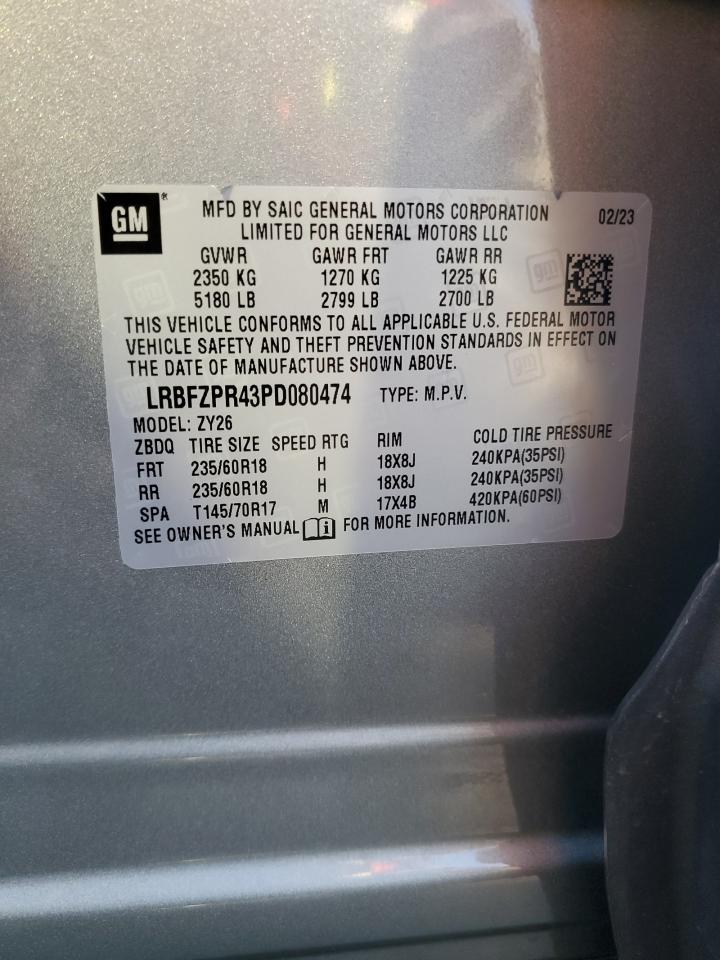 GM
MFD BY SAIC GENERAL MOTORS CORPORATION 02/23
LIMITED FOR GENERAL MOTORS LLC
GVWR GAWR FRT GAWR RR
2350 KG 1270 KG 1225 KG
5180 LB 2799 LB 2700 LB
THIS VEHICLE CONFORMS TO ALL APPLICABLE U.S. FEDERAL MOTOR
VEHICLE SAFETY AND THEFT PREVENTION STANDARDS IN EFFECT ON
THE DATE OF MANUFACTURE SHOWN ABOVE.
LRBFZPR43PD080474 TYPE: M.P.V.
MODEL: ZY26
ZBDQ TIRE SIZE SPEED RTG RIM COLD TIRE PRESSURE
FRT 235/60R18 H 18X8J 240KPA(35PSI)
RR 235/60R18 H 18X8J 240KPA(35PSI)
SPA T145/70R17 M 17X4B 420KPA(60PSI)
SEE OWNER'S MANUAL i FOR MORE INFORMATION.